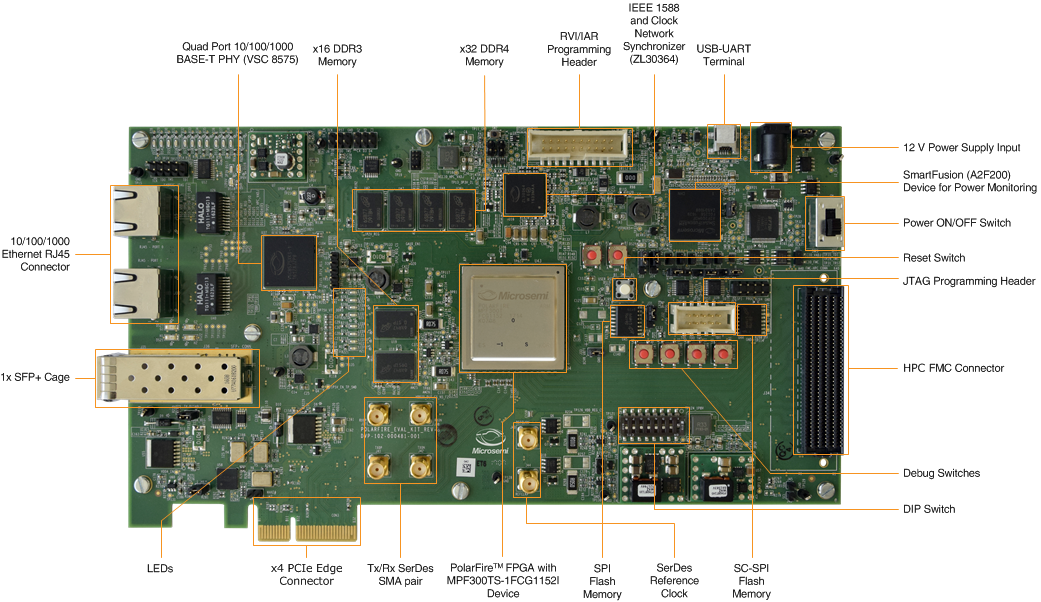 IEEE 1588
and Clock
Network
Synchronizer
(ZL30364)
RVI/IAR
Programming
Header
USB-UART
Terminal
Quad Port 10/100/1000
BASE-T PHY (VSC 8575)
x16 DDR3
Memory
x32 DDR4
Memory
12 V Power Supply Input
SmartFusion (A2F200)
Device for Power Monitoring
Power ON/OFF Switch
Reset Switch
JTAG Programming Header
HPC FMC Connector
Debug Switches
DIP Switch
10/100/1000
Ethernet RJ45
Connector
1x SFP+ Cage
HALO
HALO
Microsemi
POLARFIRE_EVAL_KIT_REV
DVP-102-000481-001
Microsemi
LEDs
x4 PCIe Edge
Connector
Tx/Rx SerDes
SMA pair
PolarFire™ FPGA with
MPF300TS-1FCG1152I
Device
SPI
Flash
Memory
SerDes
Reference
Clock
SC-SPI
Flash
Memory